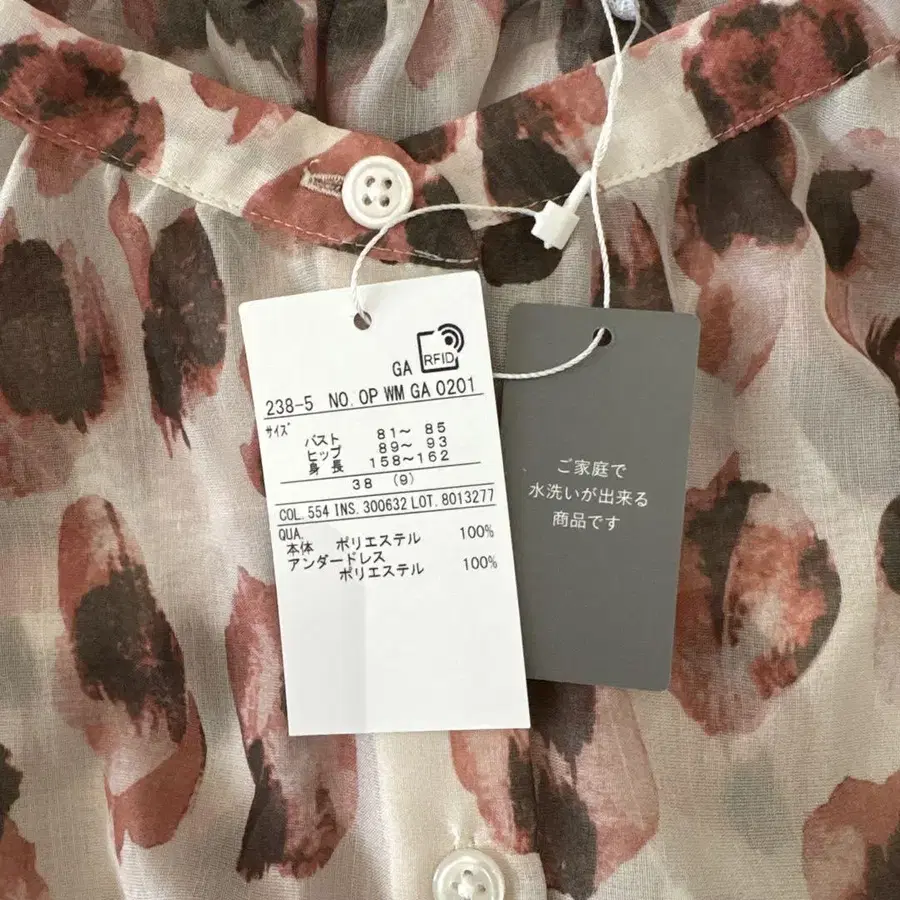 GA RFID
238-5 NO. OP WM GA 0201
サイズ
バスト 81～ 85
ヒップ 89～ 93
身長 158～162
38 (9)
COL. 554 INS. 300632 LOT. 8013277
QUA.
本体 ポリエステル 100%
アンダードレス
ポリエステル 100%
ご家庭で
水洗いが出来る
商品です